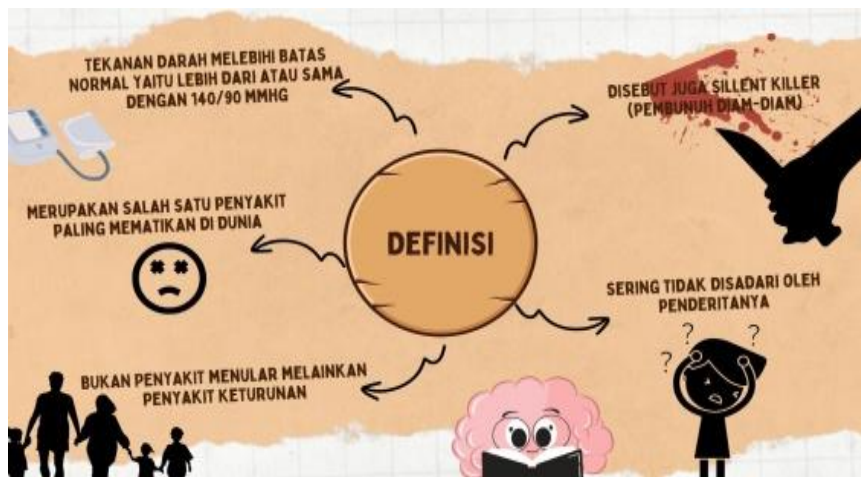 TEKANAN DARAH MELEBIHI BATAS
NORMAL YAITU LEBIH DARI ATAU SAMA
DENGAN 140/90 MMHG
DISEBUT JUGA SILLENT KILLER
(PEMBUNUH DIAM-DIAM)
MERUPAKAN SALAH SATU PENYAKIT
PALING MEMATIKAN DI DUNIA
DEFINISI
SERING TIDAK DISADARI OLEH
PENDERITANYA
? ? ? ?
BUKAN PENYAKIT MENULAR MELAINKAN
PENYAKIT KETURUNAN